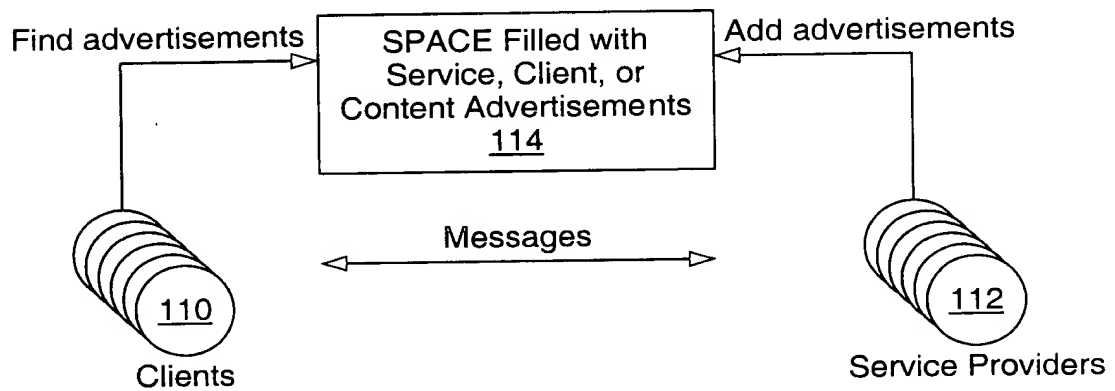 Find advertisements
SPACE Filled with
Service, Client, or
Content Advertisements
114
Add advertisements
Messages
110
Clients
112
Service Providers